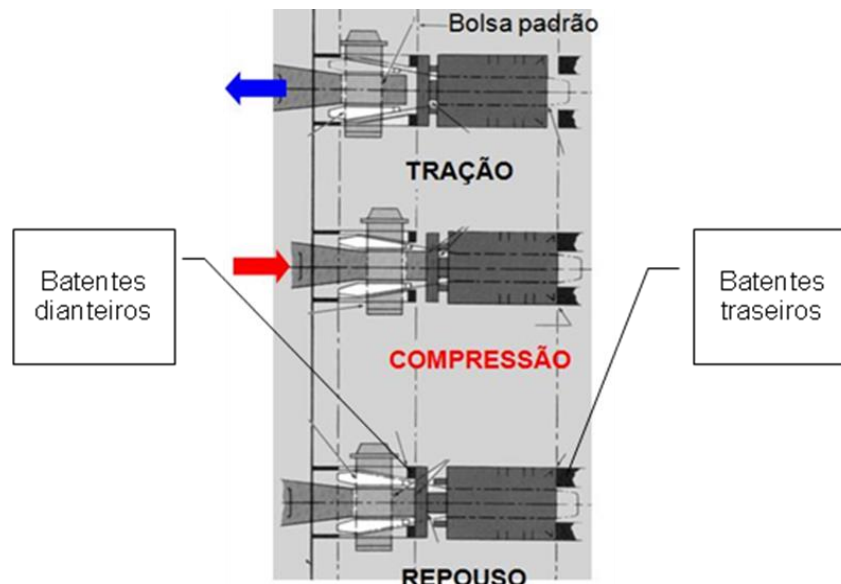 Bolsa padrão
TRAÇÃO
Batentes
dianteiros
Batentes
traseiros
COMPRESSÃO
REPOUSO